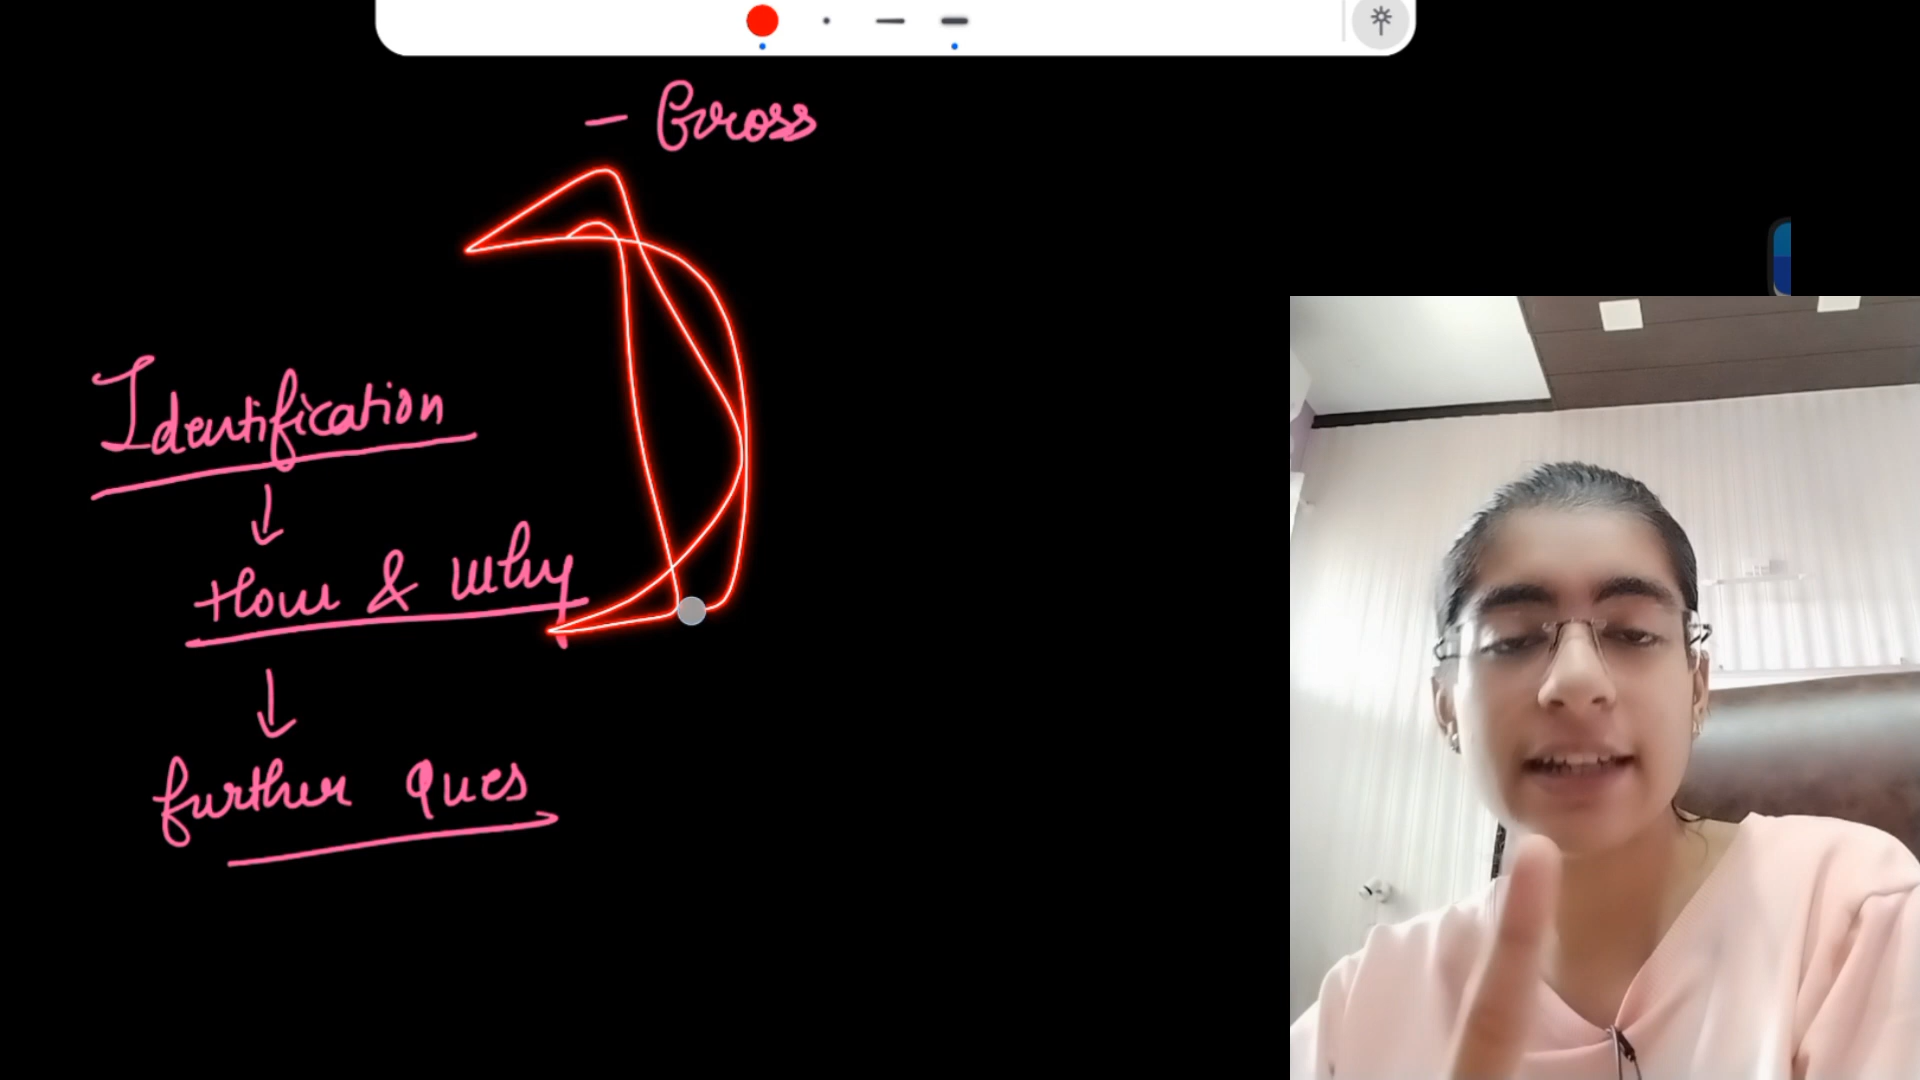 - Gross
Identification
↓
How & Why
↓
further Ques